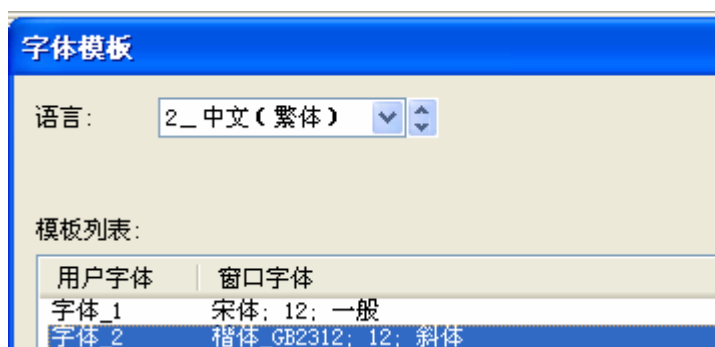 字体模板
语言: 2_中文(繁体)
模板列表:
用户字体 窗口字体
字体_1 宋体; 12; 一般
字体_2 楷体_GB2312; 12; 斜体